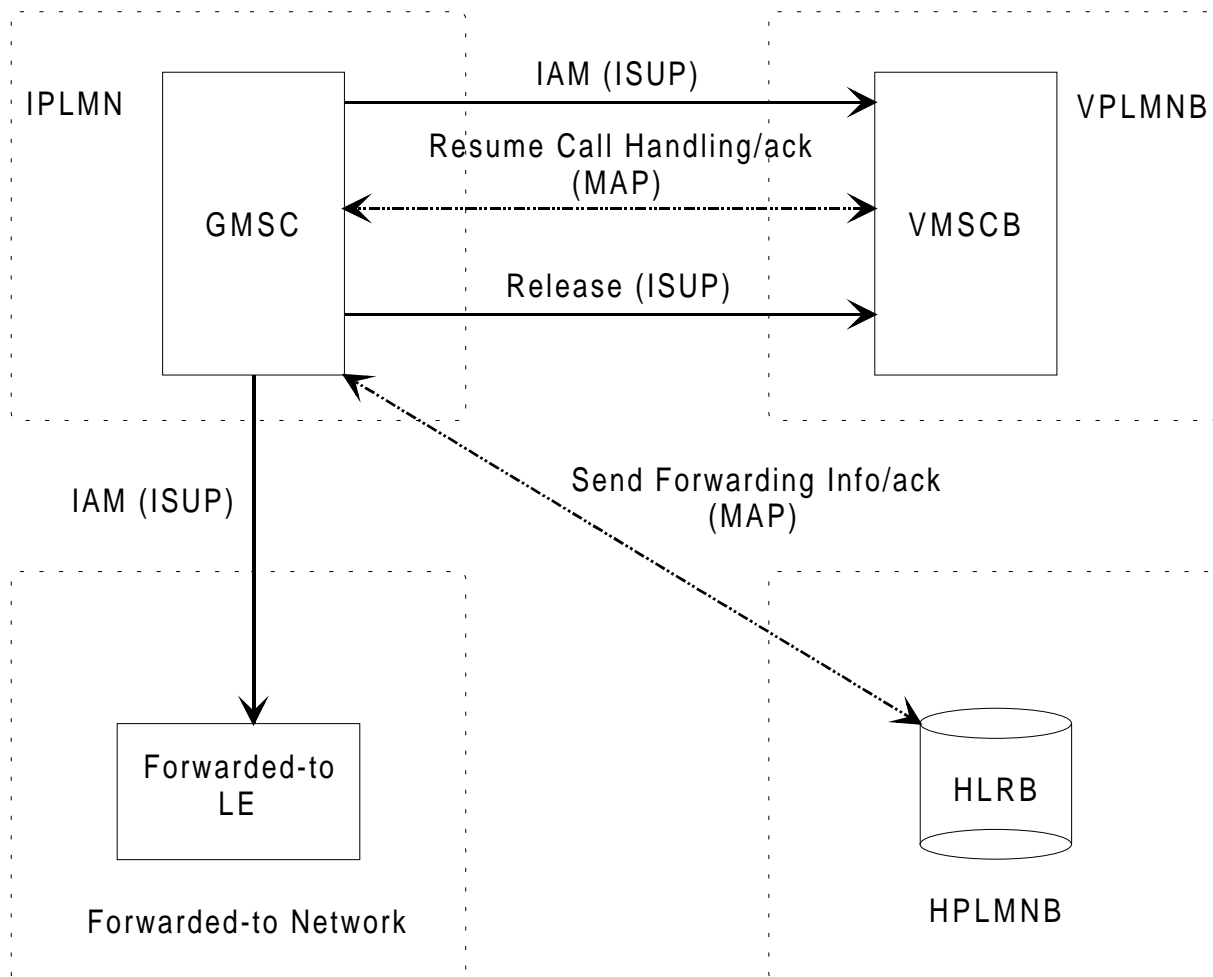 IAM (ISUP)
IPLMN
VPLMNB
Resume Call Handling/ack
(MAP)
GMSC
VMSCB
Release (ISUP)
Send Forwarding Info/ack
(MAP)
IAM (ISUP)
Forwarded-to
LE
HLRB
Forwarded-to Network
HPLMNB